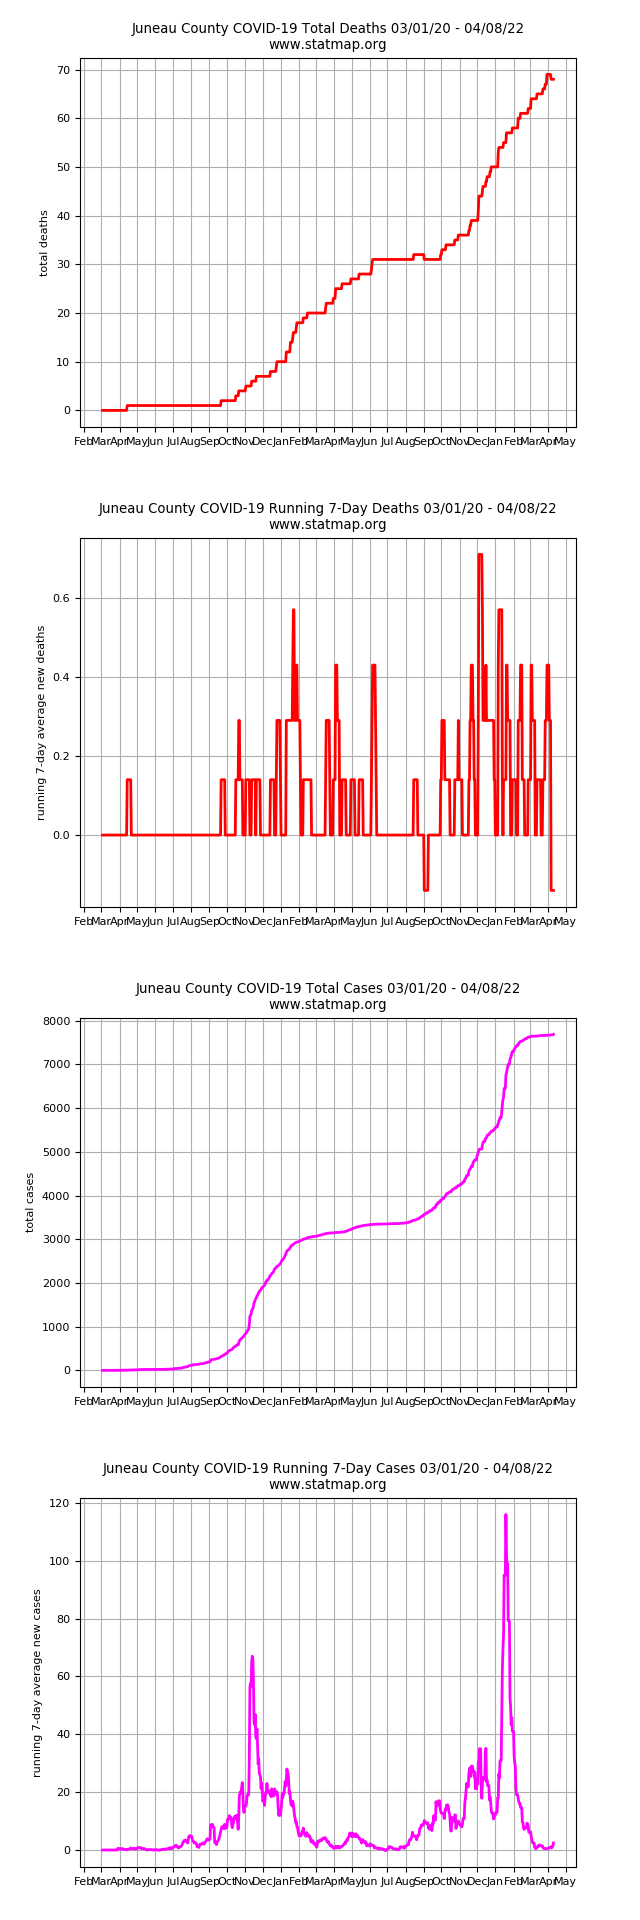 Juneau County COVID-19 Total Deaths 03/01/20 - 04/08/22
www.statmap.org
70
60
50
40
30
20
10
0
total deaths
Feb Mar Apr May Jun Jul Aug Sep Oct Nov Dec Jan Feb Mar Apr May Jun Jul Aug Sep Oct Nov Dec Jan Feb Mar Apr May
Juneau County COVID-19 Running 7-Day Deaths 03/01/20 - 04/08/22
www.statmap.org
0.6
0.4
0.2
0.0
running 7-day average new deaths
Feb Mar Apr May Jun Jul Aug Sep Oct Nov Dec Jan Feb Mar Apr May Jun Jul Aug Sep Oct Nov Dec Jan Feb Mar Apr May
Juneau County COVID-19 Total Cases 03/01/20 - 04/08/22
www.statmap.org
8000
7000
6000
5000
4000
3000
2000
1000
0
total cases
Feb Mar Apr May Jun Jul Aug Sep Oct Nov Dec Jan Feb Mar Apr May Jun Jul Aug Sep Oct Nov Dec Jan Feb Mar Apr May
Juneau County COVID-19 Running 7-Day Cases 03/01/20 - 04/08/22
www.statmap.org
120
100
80
60
40
20
0
running 7-day average new cases
Feb Mar Apr May Jun Jul Aug Sep Oct Nov Dec Jan Feb Mar Apr May Jun Jul Aug Sep Oct Nov Dec Jan Feb Mar Apr May